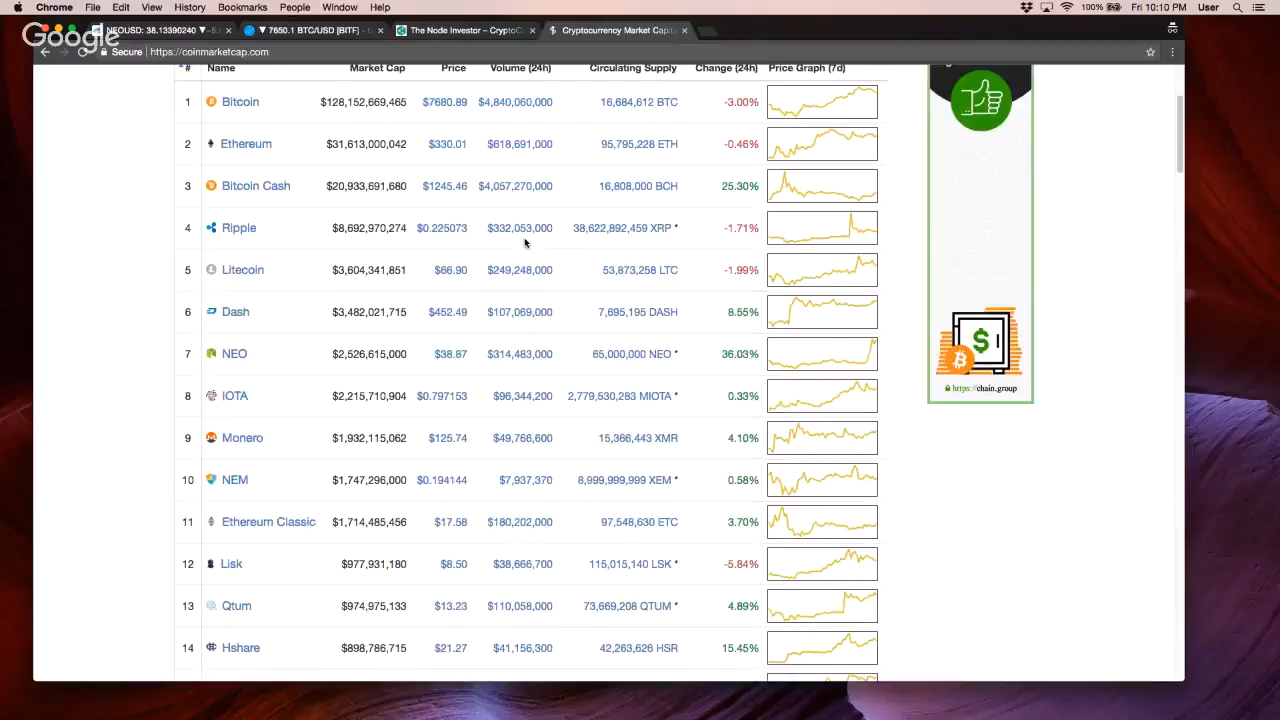 Chrome File Edit View History Bookmarks People Window Help 100% Fri 10:10 PM User
Google
NEOUSD: 38.13390240 ▼ × ▼ 7650.1 BTC/USD [BITF] - × The Node Investor – CryptoC × $ Cryptocurrency Market Capit ×
Secure https://coinmarketcap.com
# Name Market Cap Price Volume (24h) Circulating Supply Change (24h) Price Graph (7d)
1 Bitcoin $128,152,669,465 $7680.89 $4,840,060,000 16,684,612 BTC -3.00%
2 Ethereum $31,613,000,042 $330.01 $618,691,000 95,795,228 ETH -0.46%
3 Bitcoin Cash $20,933,691,680 $1245.46 $4,057,270,000 16,808,000 BCH 25.30%
4 Ripple $8,692,970,274 $0.225073 $332,053,000 38,622,892,459 XRP * -1.71%
5 Litecoin $3,604,341,851 $66.90 $249,248,000 53,873,258 LTC -1.99%
6 Dash $3,482,021,715 $452.49 $107,069,000 7,695,195 DASH 8.55%
7 NEO $2,526,615,000 $38.87 $314,483,000 65,000,000 NEO * 36.03%
8 IOTA $2,215,710,904 $0.797153 $96,344,200 2,779,530,283 MIOTA * 0.33%
9 Monero $1,932,115,062 $125.74 $49,766,600 15,366,443 XMR 4.10%
10 NEM $1,747,296,000 $0.194144 $7,937,370 8,999,999,999 XEM * 0.58%
11 Ethereum Classic $1,714,485,456 $17.58 $180,202,000 97,548,630 ETC 3.70%
12 Lisk $977,931,180 $8.50 $38,666,700 115,015,140 LSK * -5.84%
13 Qtum $974,975,133 $13.23 $110,058,000 73,669,208 QTUM * 4.89%
14 Hshare $898,786,715 $21.27 $41,156,300 42,263,626 HSR 15.45%
$
https://chain.group